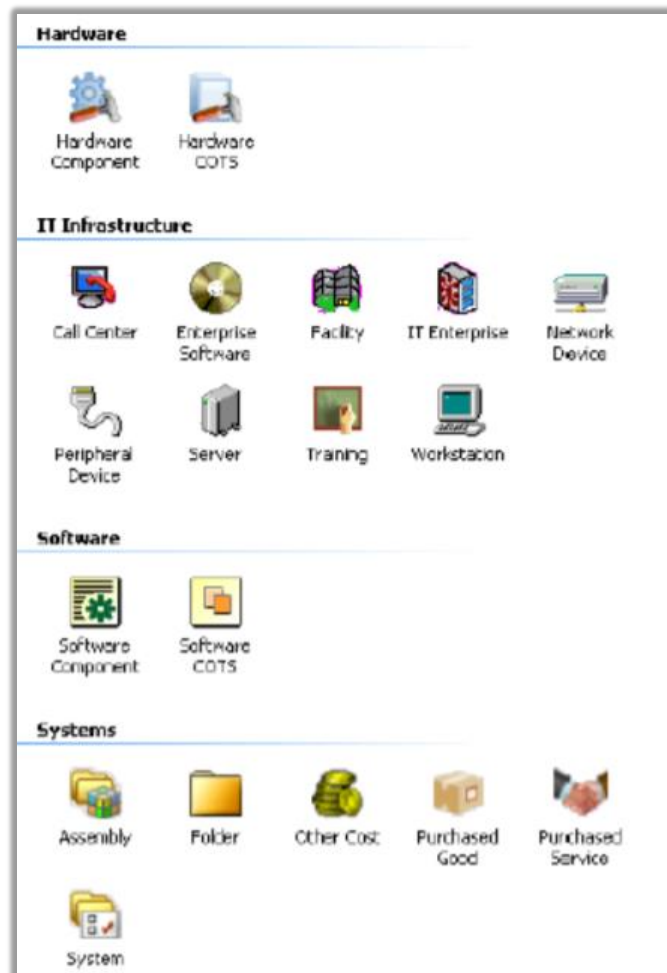 Hardware
Hardware Hardware
Component COTS
IT Infrastructure
Call Center Enterprise Facility IT Enterprise Network
Software Device
Peripheral Server Training Workstation
Device
Software
Software Software
Component COTS
Systems
Assembly Folder Other Cost Purchased Purchased
Good Service
System